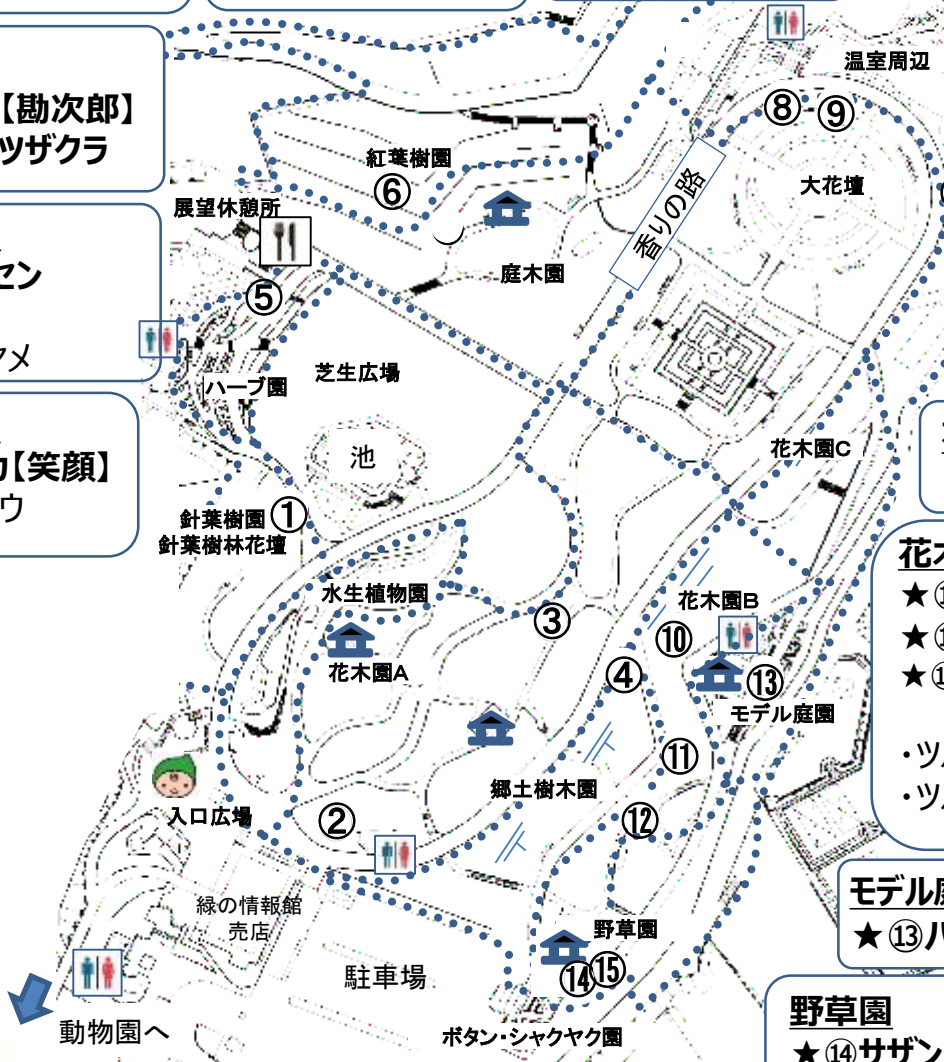 温室周辺
【勘次郎】
ツザクラ
⑧ ⑨
紅葉樹園
⑥
大花壇
香りの路
展望休憩所
セン
庭木園
⑤
ヤメ
ハーブ園
芝生広場
【笑顔】
ウ
池
花木園C
針葉樹園 ①
針葉樹林花壇
水生植物園
花木園B
花木
③
⑩
花木園A
④
⑬
モデル庭園
⑪
・ツ
・ツ
郷土樹木園
入口広場
②
⑫
緑の情報館
売店
モデル庭
★⑬ハ
野草園
⑭⑮
駐車場
動物園へ
ボタン・シャクヤク園
野草園
★⑭サザン